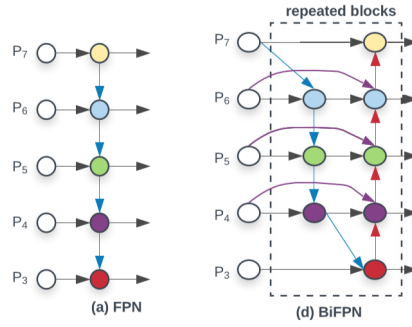 repeated blocks
P7
P7
P6
P6
P5
P5
P4
P4
P3
P3
(a) FPN
(d) BiFPN